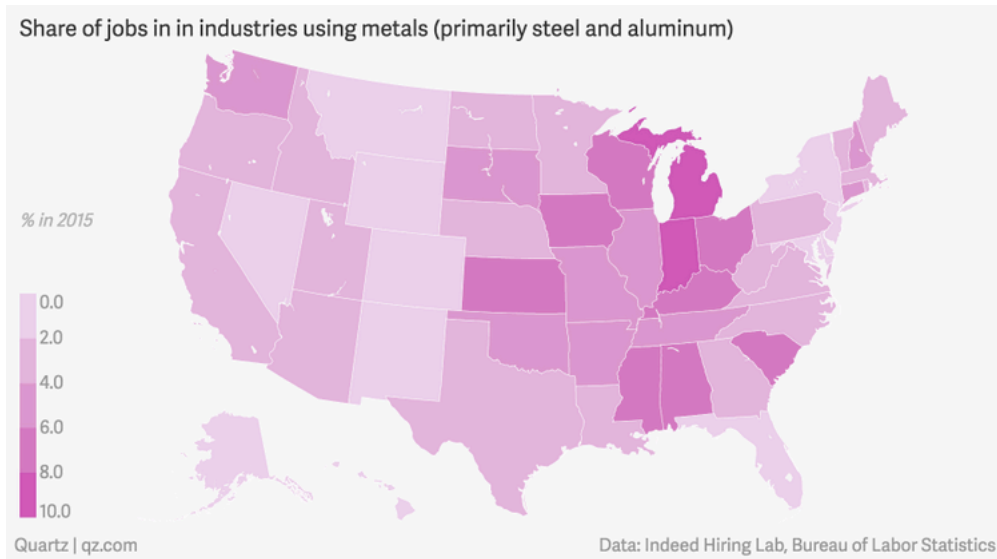 Share of jobs in in industries using metals (primarily steel and aluminum)
% in 2015
0.0
2.0
4.0
6.0
8.0
10.0
Quartz | qz.com
Data: Indeed Hiring Lab, Bureau of Labor Statistics